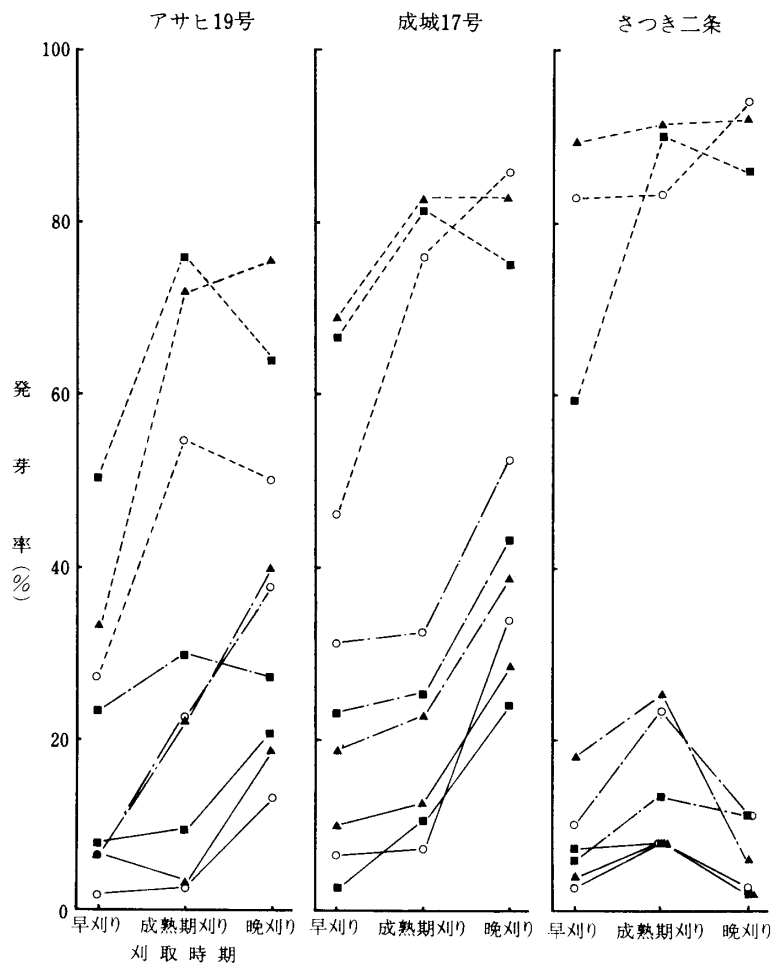 アサヒ19号
成城17号
さつき二条
100
80
60
40
20
0
発芽率(%)
早刈り 成熟期刈り 晩刈り
早刈り 成熟期刈り 晩刈り
早刈り 成熟期刈り 晩刈り
刈取時期